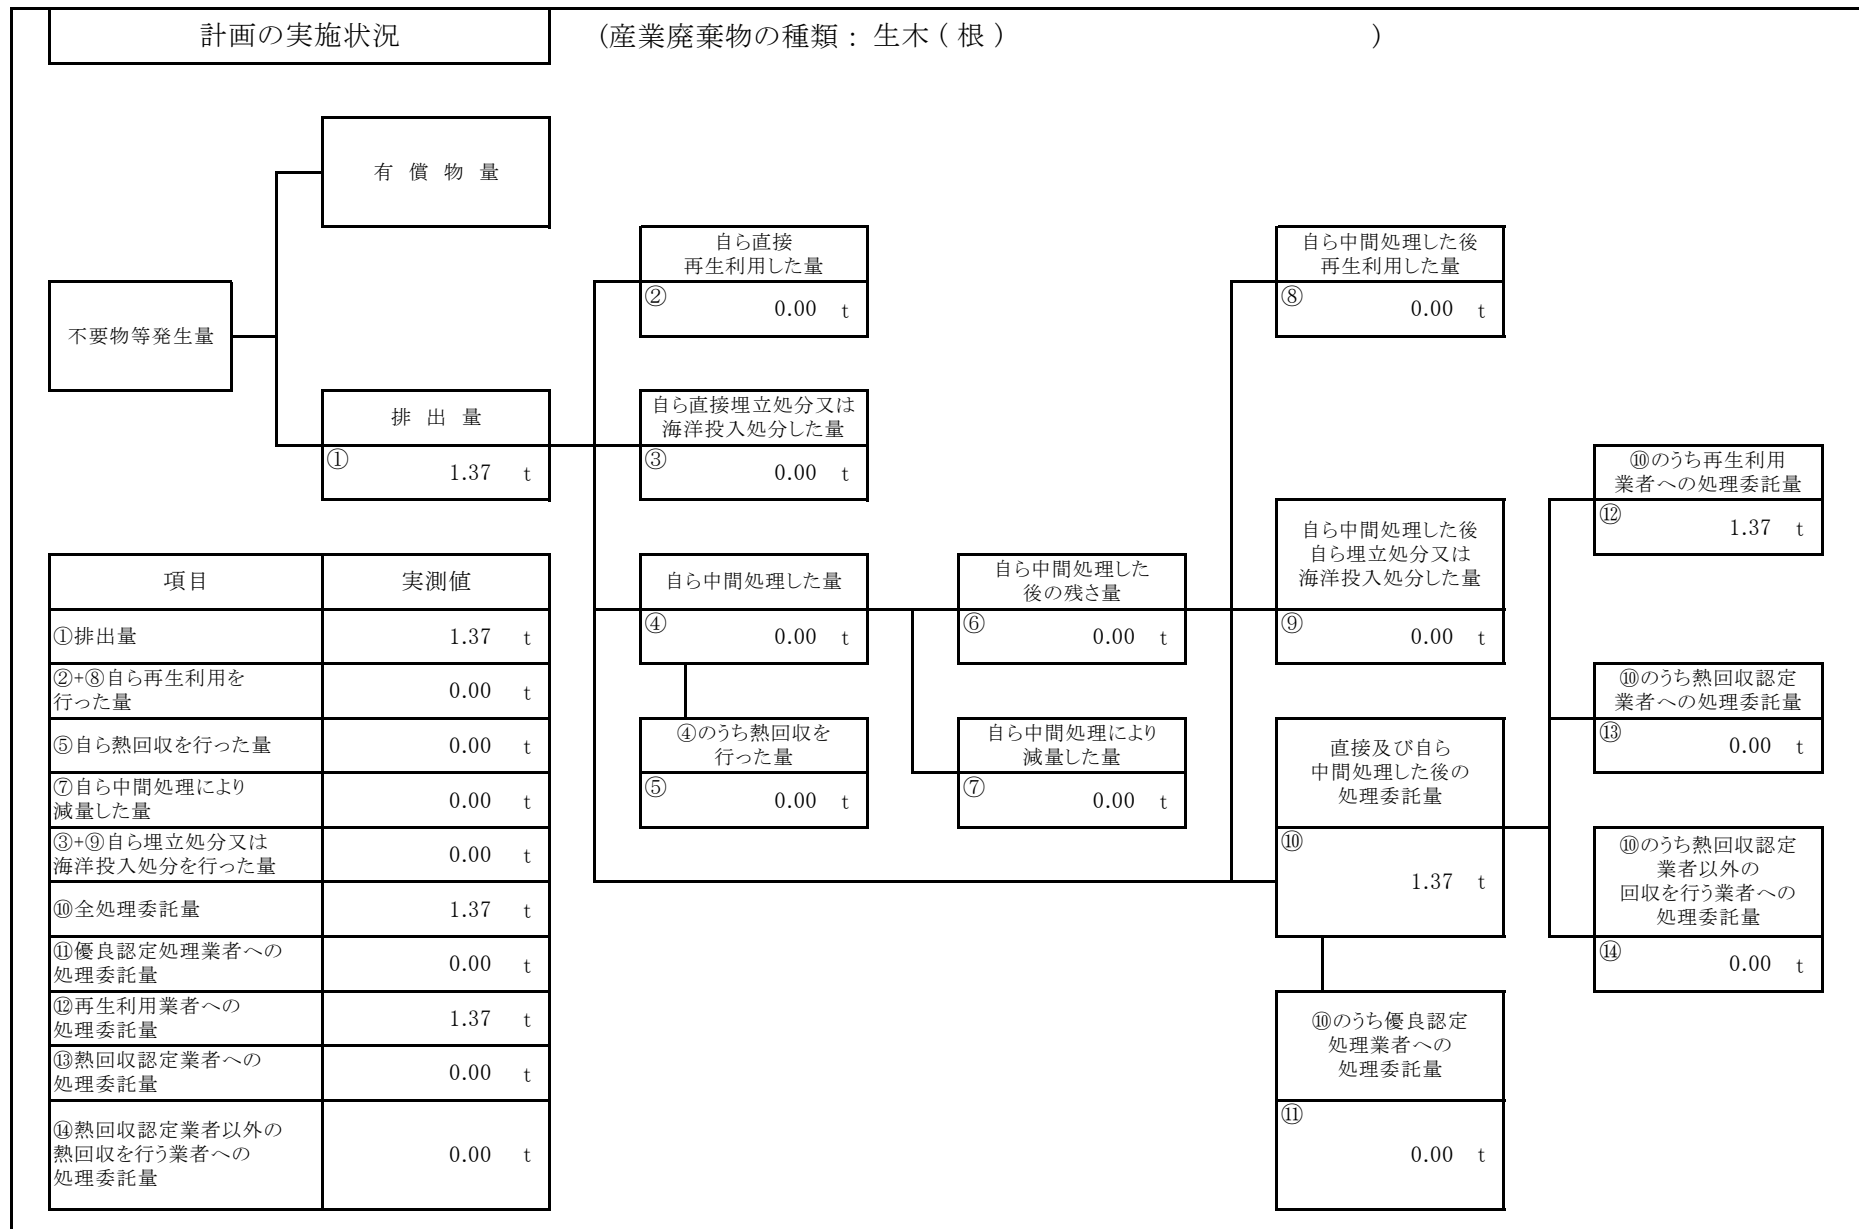 計画の実施状況 (産業廃棄物の種類: 生木(根) )
有償物量
自ら直接
再生利用した量
② 0.00 t
自ら中間処理した後
再生利用した量
⑧ 0.00 t
不要物等発生量
排出量
① 1.37 t
自ら直接埋立処分又は
海洋投入処分した量
③ 0.00 t
⑩のうち再生利用
業者への処理委託量
⑫ 1.37 t
自ら中間処理した量
④ 0.00 t
自ら中間処理した
後の残さ量
⑥ 0.00 t
自ら中間処理した後
自ら埋立処分又は
海洋投入処分した量
⑨ 0.00 t
④のうち熱回収を
行った量
⑤ 0.00 t
自ら中間処理により
減量した量
⑦ 0.00 t
直接及び自ら
中間処理した後の
処理委託量
⑩ 1.37 t
⑩のうち熱回収認定
業者への処理委託量
⑬ 0.00 t
⑩のうち熱回収認定
業者以外の
回収を行う業者への
処理委託量
⑭ 0.00 t
⑩のうち優良認定
処理業者への
処理委託量
⑪ 0.00 t
項目 実測値
①排出量 1.37 t
②+⑧自ら再生利用を
行った量 0.00 t
⑤自ら熱回収を行った量 0.00 t
⑦自ら中間処理により
減量した量 0.00 t
③+⑨自ら埋立処分又は
海洋投入処分を行った量 0.00 t
⑩全処理委託量 1.37 t
⑪優良認定処理業者への
処理委託量 0.00 t
⑫再生利用業者への
処理委託量 1.37 t
⑬熱回収認定業者への
処理委託量 0.00 t
⑭熱回収認定業者以外の
熱回収を行う業者への
処理委託量 0.00 t